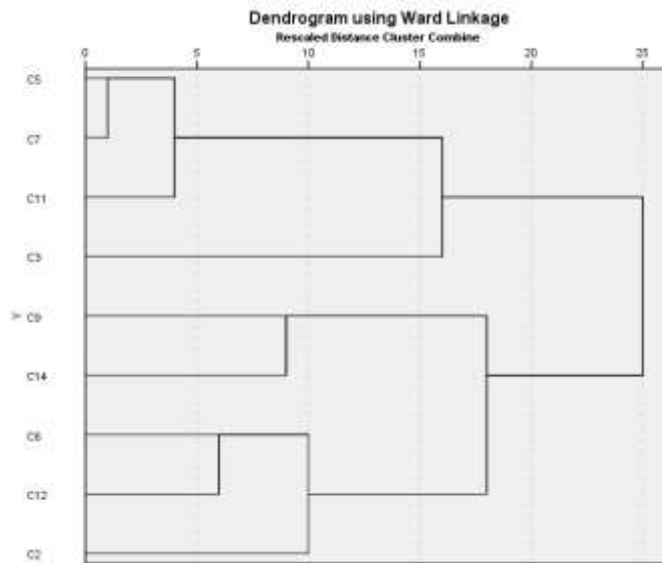 Dendrogram using Ward Linkage
Rescaled Distance Cluster Combine
0 5 10 15 20 25
C5
C7
C11
C3
Y C9
C14
C6
C12
C2